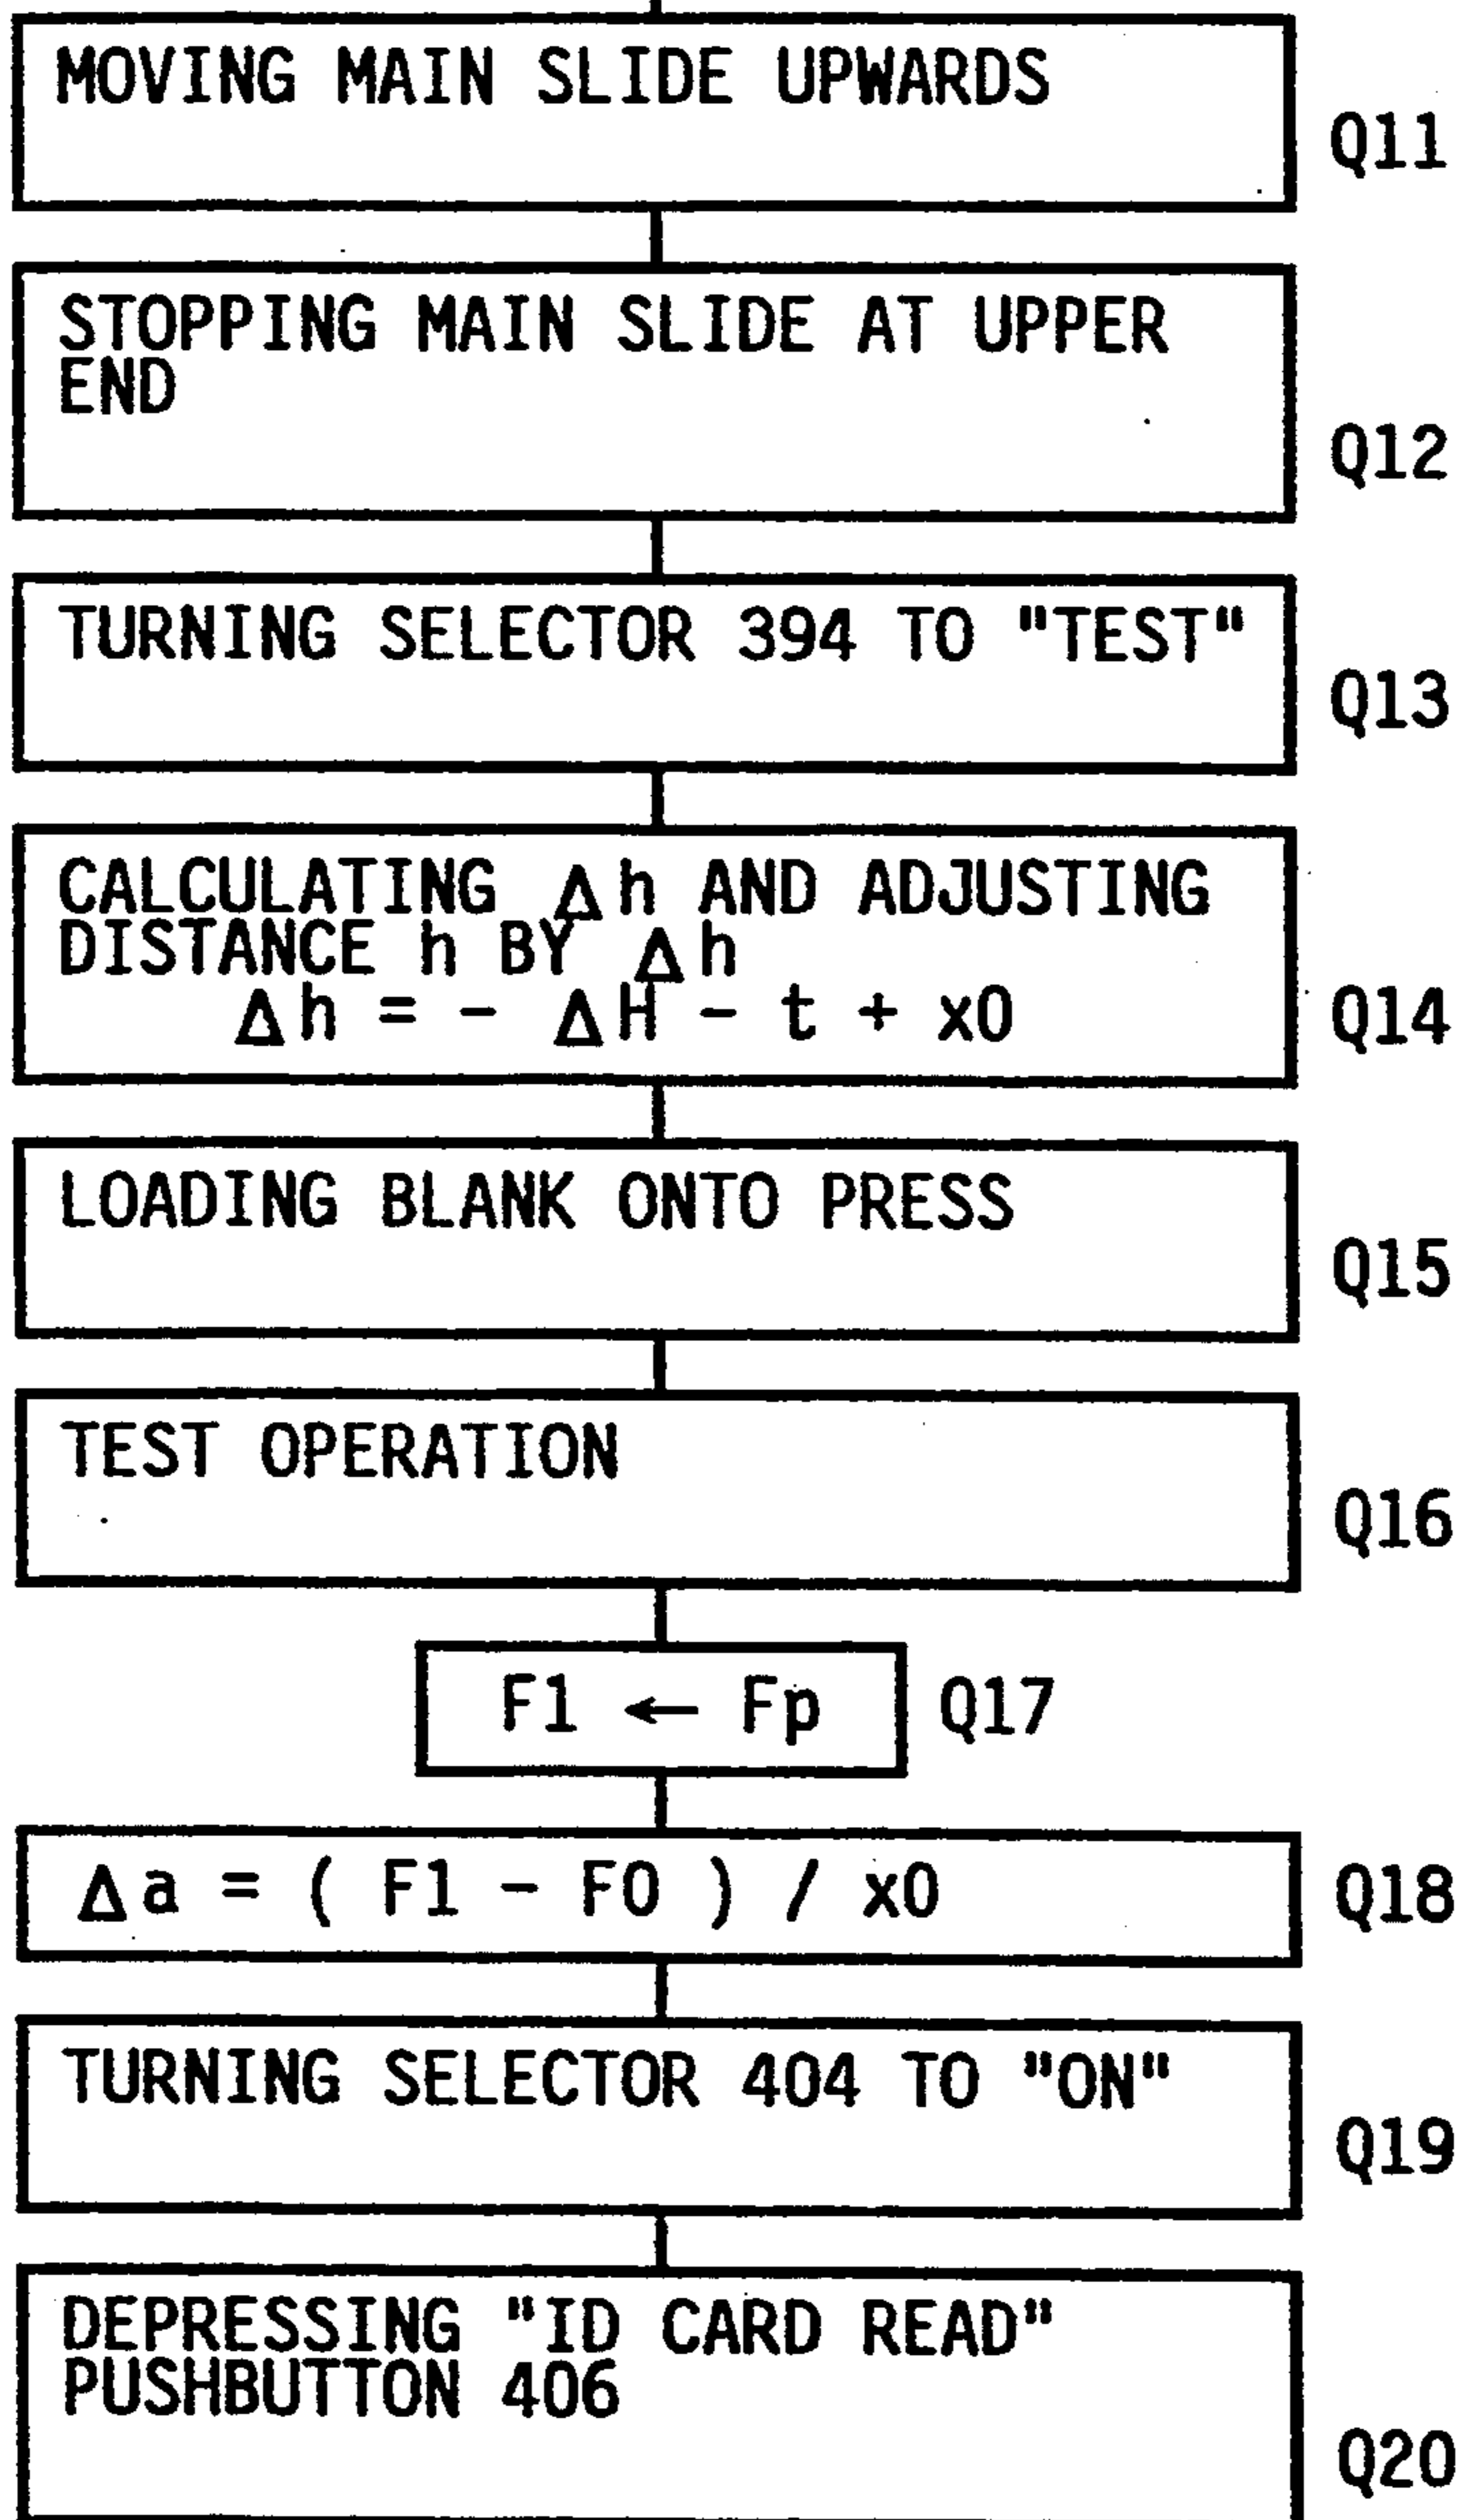 MOVING MAIN SLIDE UPWARDS
Q11
STOPPING MAIN SLIDE AT UPPER
END
Q12
TURNING SELECTOR 394 TO "TEST"
Q13
CALCULATING Δh AND ADJUSTING
DISTANCE h BY Δh
Δh = - ΔH - t + x0
Q14
LOADING BLANK ONTO PRESS
Q15
TEST OPERATION
Q16
F1 ← Fp Q17
Δa = ( F1 - F0 ) / x0 Q18
TURNING SELECTOR 404 TO "ON"
Q19
DEPRESSING "ID CARD READ"
PUSHBUTTON 406
Q20